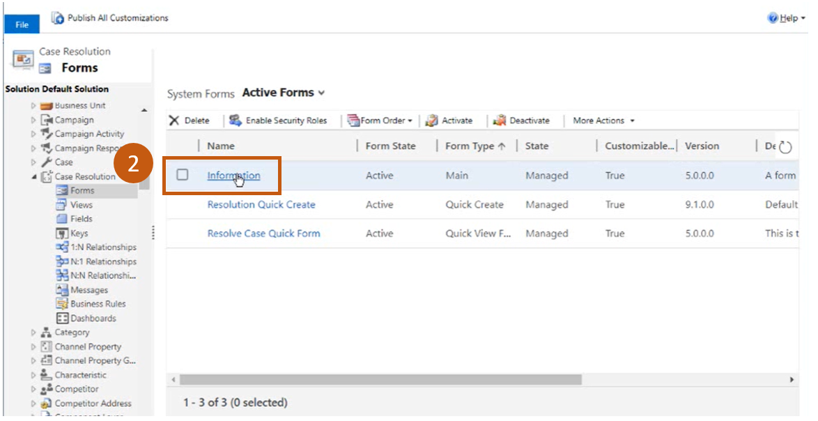 File
Publish All Customizations
Help
Case Resolution
Forms
Solution Default Solution
Business Unit
Campaign
Campaign Activity
Campaign Respo
Case
Case Resolution
Forms
Views
Fields
Keys
1:N Relationships
N:1 Relationships
N:N Relationshi...
Messages
Business Rules
Dashboards
Category
Channel Property
Channel Property G...
Characteristic
Competitor
Competitor Address
2
System Forms Active Forms
Delete Enable Security Roles Form Order Activate Deactivate More Actions
Name Form State Form Type ↑ State Customizable... Version De
Information Active Main Managed True 5.0.0.0 A form
Resolution Quick Create Active Quick Create Managed True 9.1.0.0 Default
Resolve Case Quick Form Active Quick View F... Managed True 5.0.0.0 This is t
1 - 3 of 3 (0 selected)